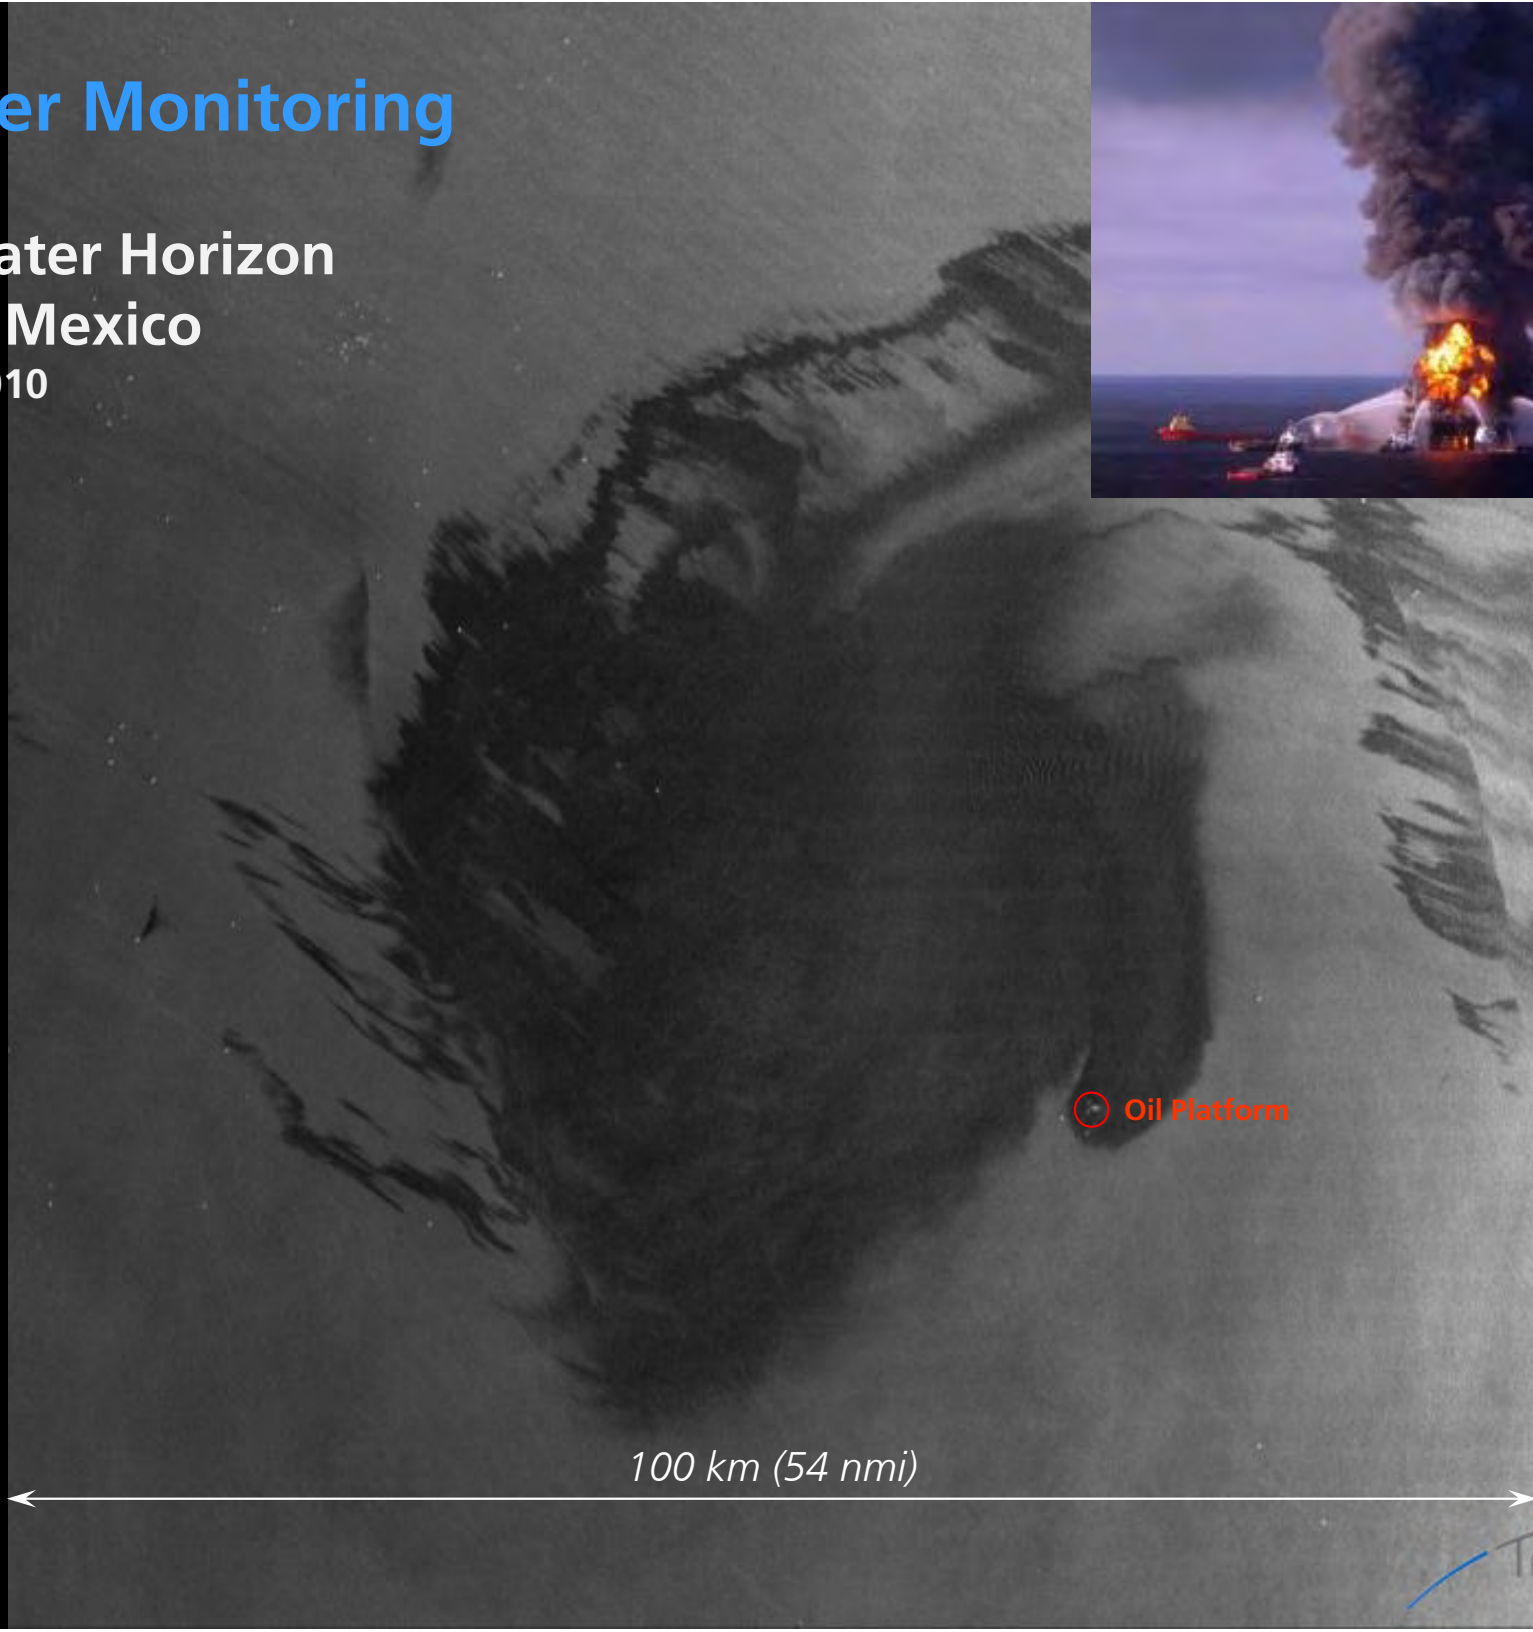 er Monitoring
ater Horizon
Mexico
10
Oil Platform
100 km (54 nmi)